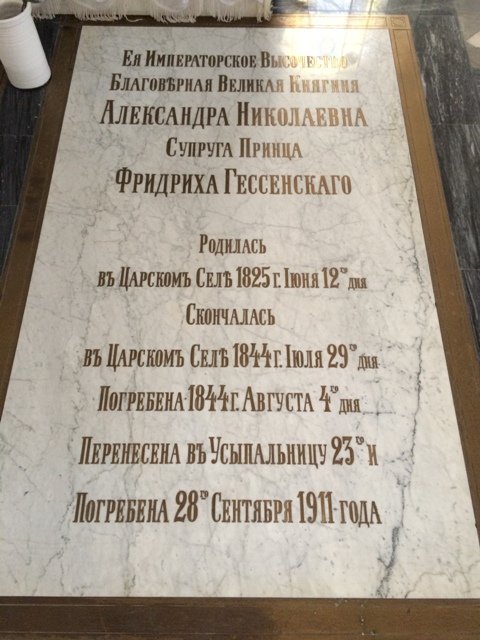 Ея Императорское Высочество
Благовѣрная Великая Княгиня
Александра Николаевна
Супруга Принца
Фридриха Гессенскаго
Родилась
въ Царскомъ Селѣ 1825 г. Іюня 12го дня
Скончалась
въ Царскомъ Селѣ 1844 г. Іюля 29го дня
Погребена 1844 г. Августа 4го дня
Перенесена въ Усыпальницу 23го и
Погребена 28го Сентября 1911 года